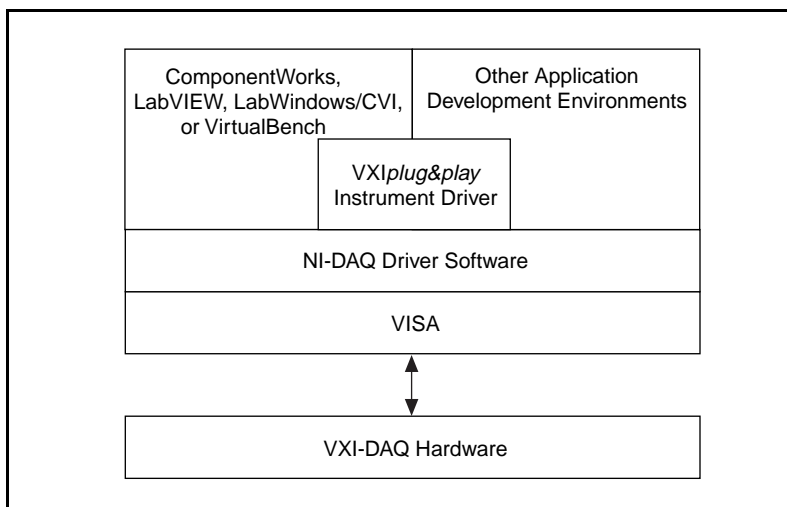 ComponentWorks,
LabVIEW, LabWindows/CVI,
or VirtualBench
Other Application
Development Environments
VXIplug&play
Instrument Driver
NI-DAQ Driver Software
VISA
VXI-DAQ Hardware